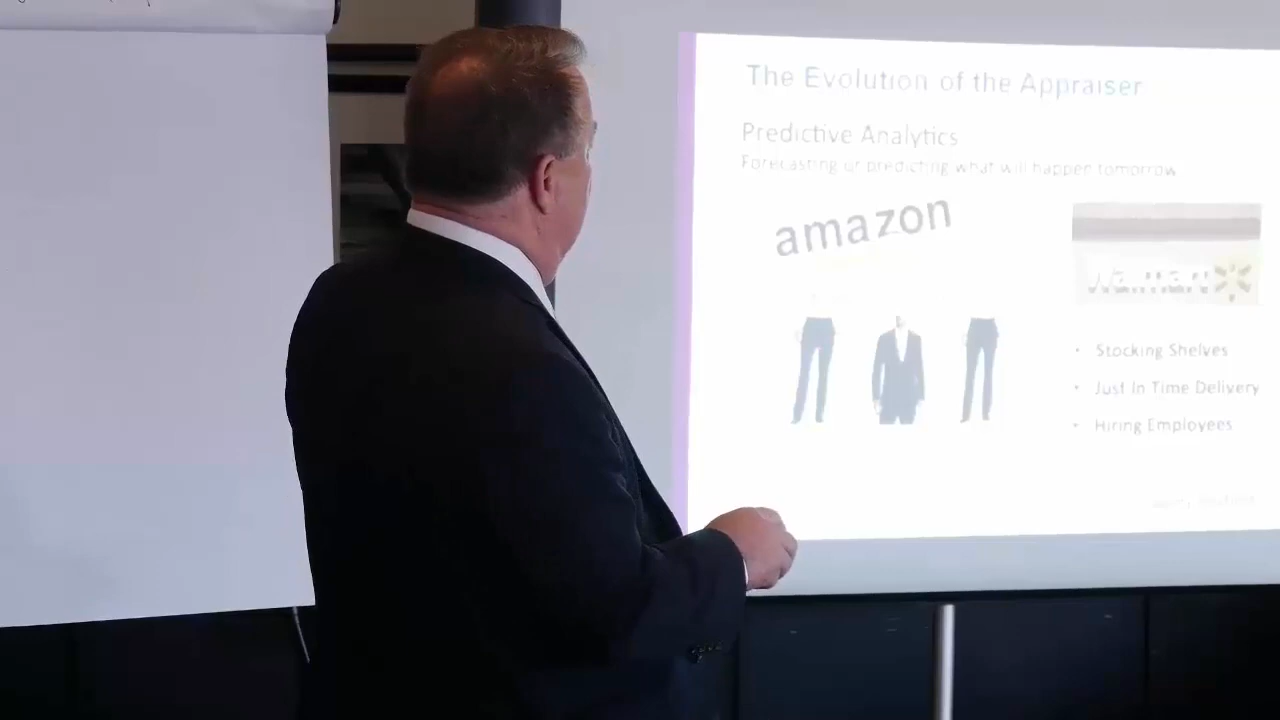 The Evolution of the Appraiser
Predictive Analytics
Forecasting or predicting what will happen tomorrow
amazon
Walmart
• Stocking Shelves
• Just In Time Delivery
• Hiring Employees